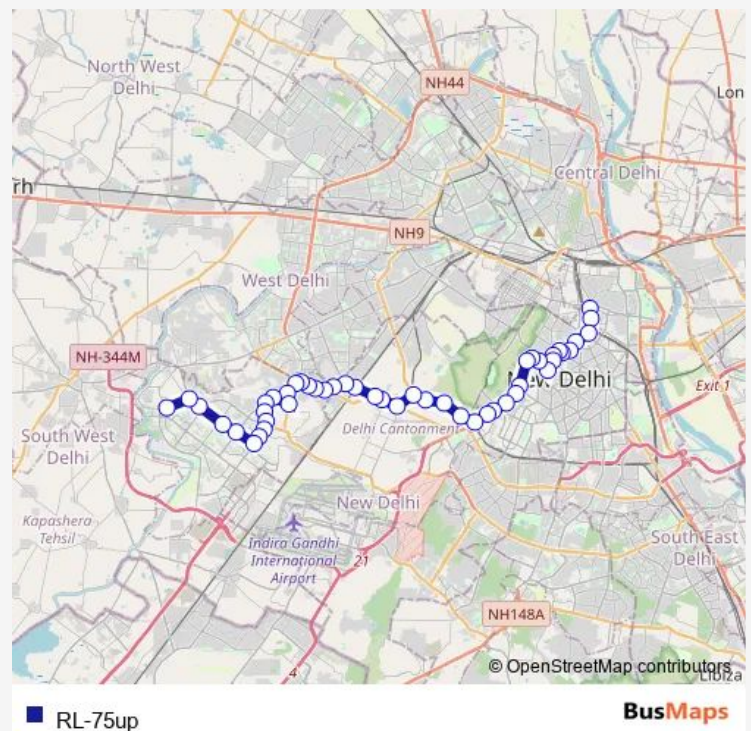 North West
Delhi
NH44
Lon
Central Delhi
rh
NH9
West Delhi
NH-344M
New Delhi
Exit 1
South West
Delhi
Delhi Cantonment
Kapashera
Tehsil
New Delhi
Indira Gandhi
International
Airport
21
South East
Delhi
NH148A
4
© OpenStreetMap contributors
Libiza
RL-75up
BusMaps